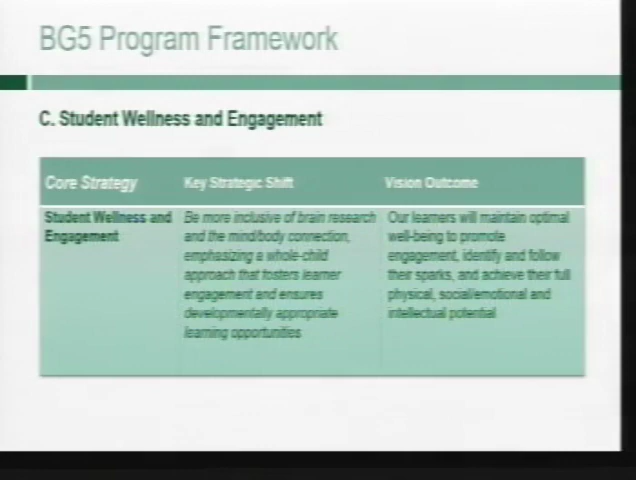 BG5 Program Framework
C. Student Wellness and Engagement
Core Strategy
Key Strategic Shift
Vision Outcome
Student Wellness and
Engagement
Be more inclusive of brain research
and the mind/body connection,
emphasizing a whole-child
approach that fosters learner
engagement and ensures
developmentally appropriate
learning opportunities
Our learners will maintain optimal
well-being to promote
engagement, identify and follow
their sparks, and achieve their full
physical, social/emotional and
intellectual potential